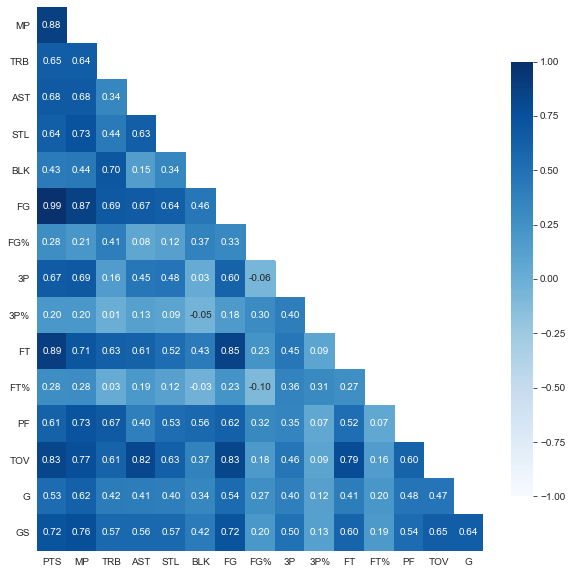 MP 0.88
TRB 0.65 0.64
1.00
AST 0.68 0.68 0.34
0.75
STL 0.64 0.73 0.44 0.63
BLK 0.43 0.44 0.70 0.15 0.34
0.50
FG 0.99 0.87 0.69 0.67 0.64 0.46
0.25
FG% 0.28 0.21 0.41 0.08 0.12 0.37 0.33
3P 0.67 0.69 0.16 0.45 0.48 0.03 0.60 -0.06
0.00
3P% 0.20 0.20 0.01 0.13 0.09 -0.05 0.18 0.30 0.40
−0.25
FT 0.89 0.71 0.63 0.61 0.52 0.43 0.85 0.23 0.45 0.09
FT% 0.28 0.28 0.03 0.19 0.12 -0.03 0.23 -0.10 0.36 0.31 0.27
−0.50
PF 0.61 0.73 0.67 0.40 0.53 0.56 0.62 0.32 0.35 0.07 0.52 0.07
−0.75
TOV 0.83 0.77 0.61 0.82 0.63 0.37 0.83 0.18 0.46 0.09 0.79 0.16 0.60
G 0.53 0.62 0.42 0.41 0.40 0.34 0.54 0.27 0.40 0.12 0.41 0.20 0.48 0.47
−1.00
GS 0.72 0.76 0.57 0.56 0.57 0.42 0.72 0.20 0.50 0.13 0.60 0.19 0.54 0.65 0.64
PTS MP TRB AST STL BLK FG FG% 3P 3P% FT FT% PF TOV G